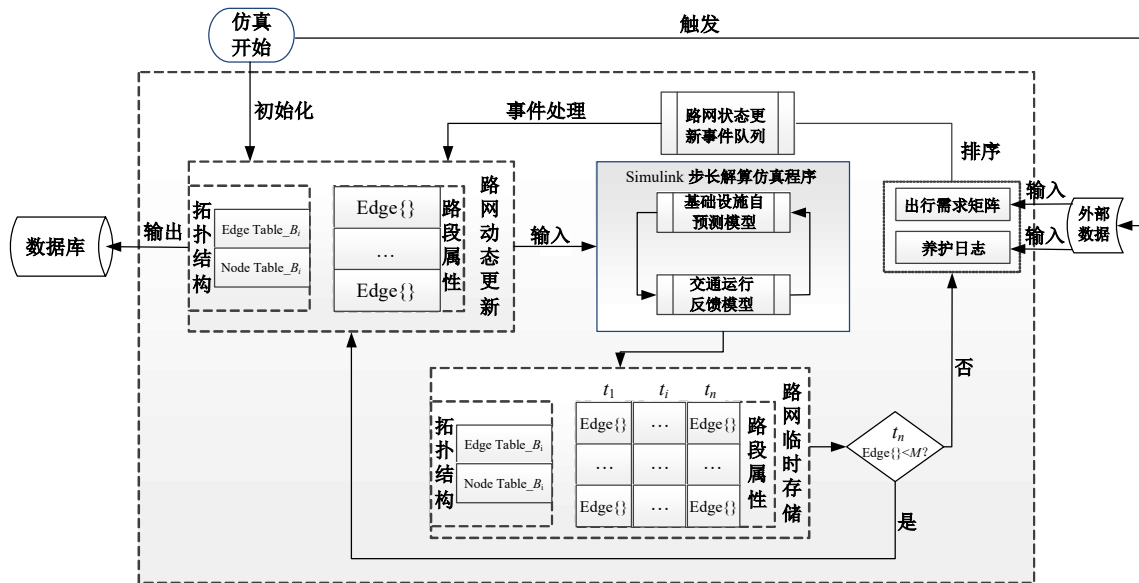 仿真
开始
触发
初始化
事件处理
路网状态更
新事件队列
排序
数据库
输出
拓扑结构
Edge Table_Bi
Node Table_Bi
Edge{}
…
Edge{}
路段属性
路网动态更新
输入
Simulink 步长解算仿真程序
基础设施自
预测模型
交通运行
反馈模型
出行需求矩阵
养护日志
输入
输入
外部
数据
拓扑结构
Edge Table_Bi
Node Table_Bi
t1 ti tn
Edge{} … Edge{}
… … …
Edge{} … Edge{}
路段属性
路网临时存储
tn
Edge{}<M?
否
是